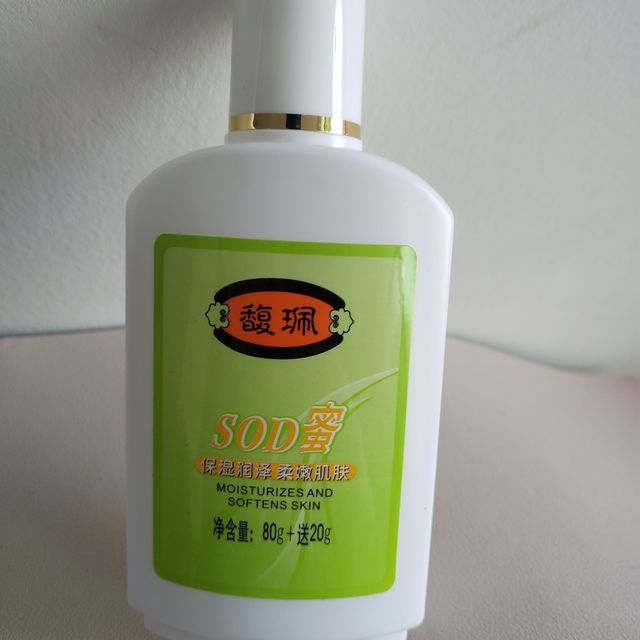 馥珮
SOD蜜
保湿润泽 柔嫩肌肤
MOISTURIZES AND
SOFTENS SKIN
净含量：80g+送20g